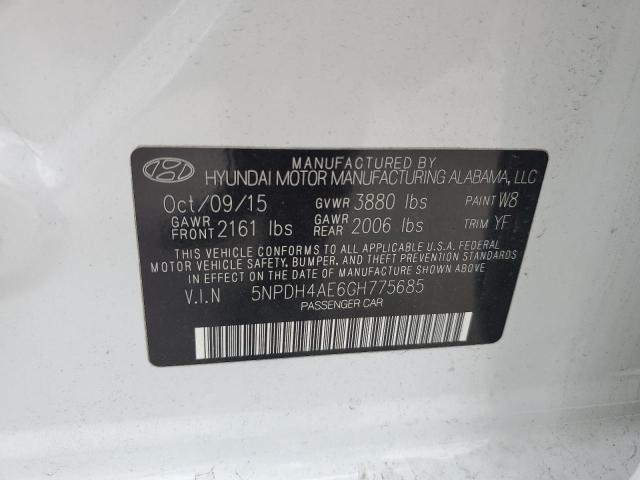 MANUFACTURED BY
HYUNDAI MOTOR MANUFACTURING ALABAMA, LLC
Oct/09/15 GVWR 3880 lbs PAINT W8
GAWR FRONT 2161 lbs GAWR REAR 2006 lbs TRIM YF
THIS VEHICLE CONFORMS TO ALL APPLICABLE U.S.A. FEDERAL
MOTOR VEHICLE SAFETY, BUMPER, AND THEFT PREVENTION STANDARDS
IN EFFECT ON THE DATE OF MANUFACTURE SHOWN ABOVE.
V.I.N 5NPDH4AE6GH775685
PASSENGER CAR